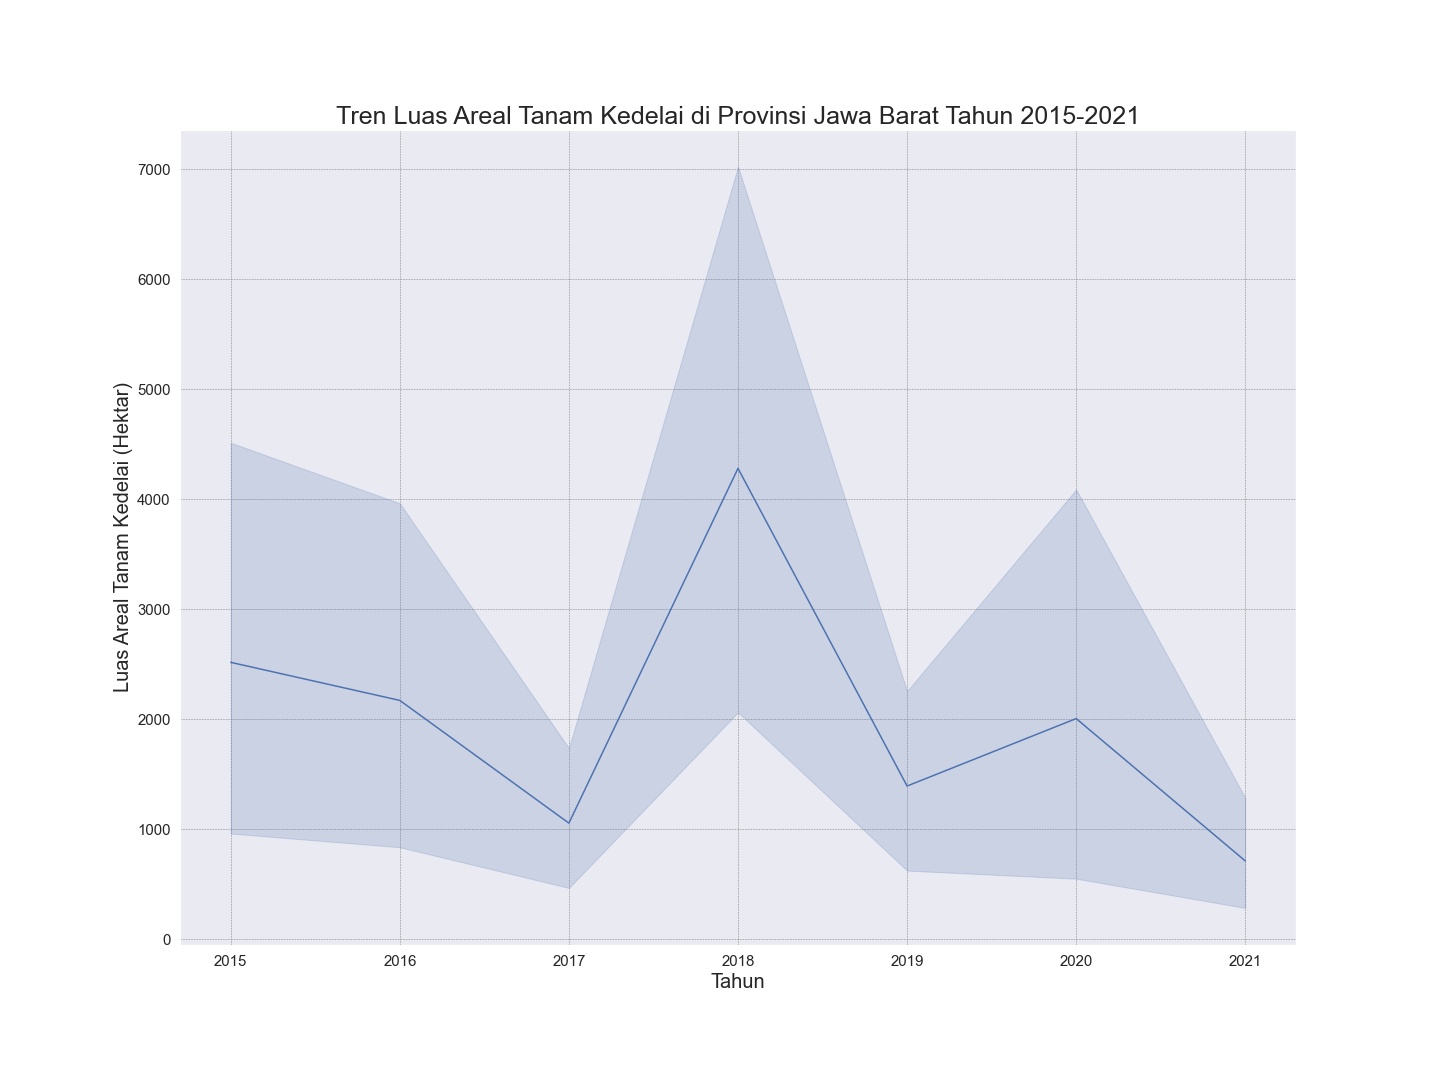 Tren Luas Areal Tanam Kedelai di Provinsi Jawa Barat Tahun 2015-2021
Luas Areal Tanam Kedelai (Hektar)
7000
6000
5000
4000
3000
2000
1000
0
2015 2016 2017 2018 2019 2020 2021
Tahun